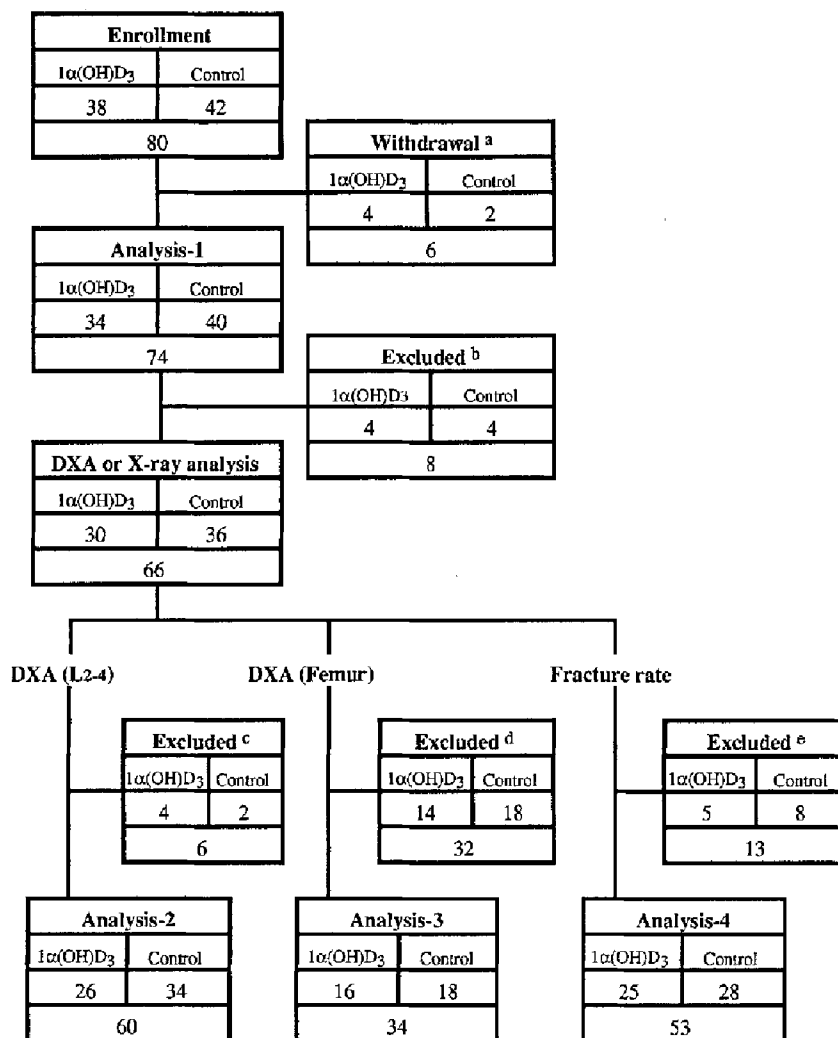 Enrollment
1α(OH)D3 Control
38 42
80
Withdrawal a
1α(OH)D3 Control
4 2
6
Analysis-1
1α(OH)D3 Control
34 40
74
Excluded b
1α(OH)D3 Control
4 4
8
DXA or X-ray analysis
1α(OH)D3 Control
30 36
66
DXA (L2-4) DXA (Femur) Fracture rate
Excluded c
1α(OH)D3 Control
4 2
6
Excluded d
1α(OH)D3 Control
14 18
32
Excluded e
1α(OH)D3 Control
5 8
13
Analysis-2
1α(OH)D3 Control
26 34
60
Analysis-3
1α(OH)D3 Control
16 18
34
Analysis-4
1α(OH)D3 Control
25 28
53